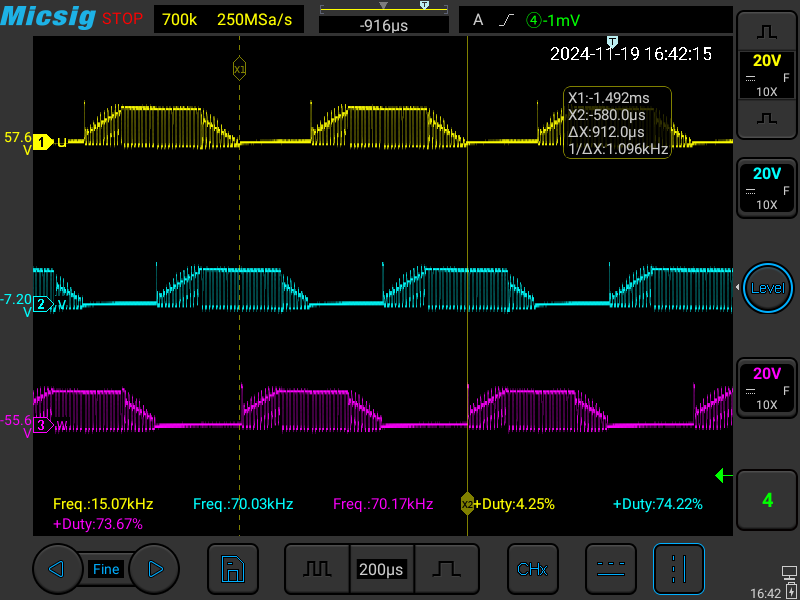 Micsig STOP 700k 250MSa/s -916μs A 4 -1mV
T
2024-11-19 16:42:15
T
X1
20V
F
10X
X1:-1.492ms
X2:-580.0μs
ΔX:912.0μs
1/ΔX:1.096kHz
57.6
V
1 u
20V
F
10X
-7.20
V
2 v
Level
20V
F
10X
-55.6
V
3 w
Freq.:15.07kHz Freq.:70.03kHz Freq.:70.17kHz X2 +Duty:4.25% +Duty:74.22%
+Duty:73.67%
4
Fine 200μs CHx
16:42